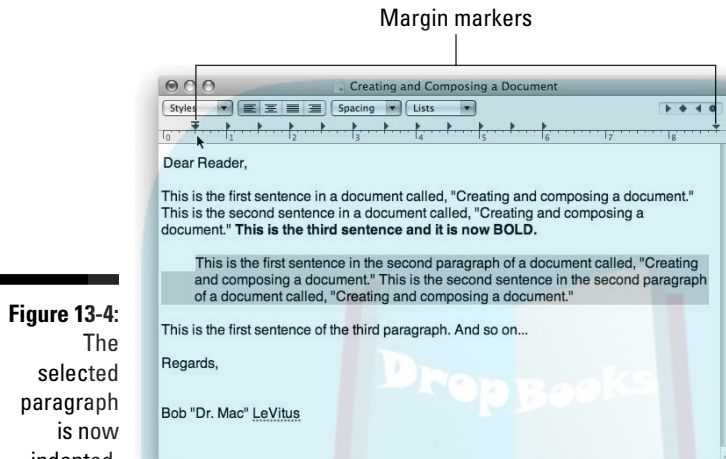 Margin markers
Creating and Composing a Document
Styles Spacing Lists
0 1 2 3 4 5 6 7 8
Dear Reader,
This is the first sentence in a document called, "Creating and composing a document."
This is the second sentence in a document called, "Creating and composing a
document." This is the third sentence and it is now BOLD.
This is the first sentence in the second paragraph of a document called, "Creating
and composing a document." This is the second sentence in the second paragraph
of a document called, "Creating and composing a document."
This is the first sentence of the third paragraph. And so on...
Regards,
Bob "Dr. Mac" LeVitus
DropBooks
Figure 13-4:
The
selected
paragraph
is now
indented.